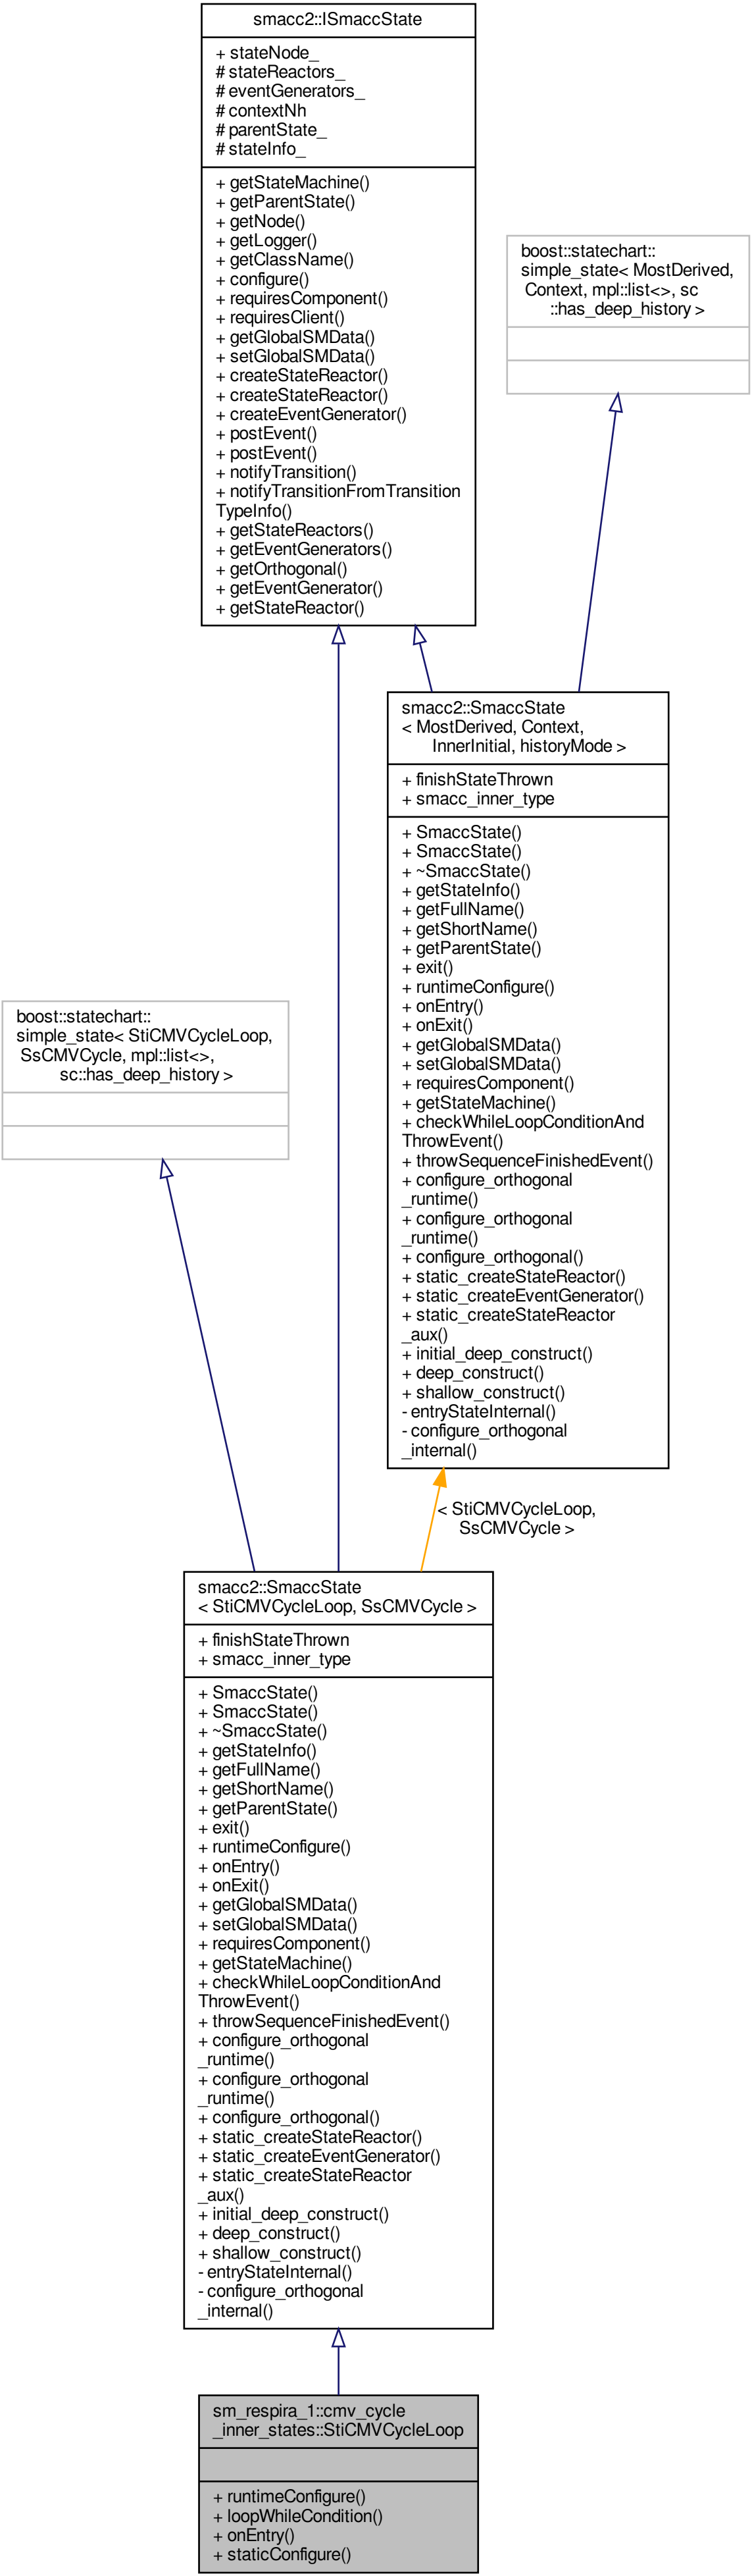 smacc2::ISmaccState
+ stateNode_
# stateReactors_
# eventGenerators_
# contextNh
# parentState_
# stateInfo_
+ getStateMachine()
+ getParentState()
+ getNode()
+ getLogger()
+ getClassName()
+ configure()
+ requiresComponent()
+ requiresClient()
+ getGlobalSMData()
+ setGlobalSMData()
+ createStateReactor()
+ createStateReactor()
+ createEventGenerator()
+ postEvent()
+ postEvent()
+ notifyTransition()
+ notifyTransitionFromTransition
TypeInfo()
+ getStateReactors()
+ getEventGenerators()
+ getOrthogonal()
+ getEventGenerator()
+ getStateReactor()
boost::statechart::
simple_state< MostDerived,
Context, mpl::list<>, sc
::has_deep_history >
smacc2::SmaccState
< MostDerived, Context,
InnerInitial, historyMode >
+ finishStateThrown
+ smacc_inner_type
+ SmaccState()
+ SmaccState()
+ ~SmaccState()
+ getStateInfo()
+ getFullName()
+ getShortName()
+ getParentState()
+ exit()
+ runtimeConfigure()
+ onEntry()
+ onExit()
+ getGlobalSMData()
+ setGlobalSMData()
+ requiresComponent()
+ getStateMachine()
+ checkWhileLoopConditionAnd
ThrowEvent()
+ throwSequenceFinishedEvent()
+ configure_orthogonal
_runtime()
+ configure_orthogonal
_runtime()
+ configure_orthogonal()
+ static_createStateReactor()
+ static_createEventGenerator()
+ static_createStateReactor
_aux()
+ initial_deep_construct()
+ deep_construct()
+ shallow_construct()
- entryStateInternal()
- configure_orthogonal
_internal()
boost::statechart::
simple_state< StiCMVCycleLoop,
SsCMVCycle, mpl::list<>,
sc::has_deep_history >
< StiCMVCycleLoop,
SsCMVCycle >
smacc2::SmaccState
< StiCMVCycleLoop, SsCMVCycle >
+ finishStateThrown
+ smacc_inner_type
+ SmaccState()
+ SmaccState()
+ ~SmaccState()
+ getStateInfo()
+ getFullName()
+ getShortName()
+ getParentState()
+ exit()
+ runtimeConfigure()
+ onEntry()
+ onExit()
+ getGlobalSMData()
+ setGlobalSMData()
+ requiresComponent()
+ getStateMachine()
+ checkWhileLoopConditionAnd
ThrowEvent()
+ throwSequenceFinishedEvent()
+ configure_orthogonal
_runtime()
+ configure_orthogonal
_runtime()
+ configure_orthogonal()
+ static_createStateReactor()
+ static_createEventGenerator()
+ static_createStateReactor
_aux()
+ initial_deep_construct()
+ deep_construct()
+ shallow_construct()
- entryStateInternal()
- configure_orthogonal
_internal()
sm_respira_1::cmv_cycle
_inner_states::StiCMVCycleLoop
+ runtimeConfigure()
+ loopWhileCondition()
+ onEntry()
+ staticConfigure()